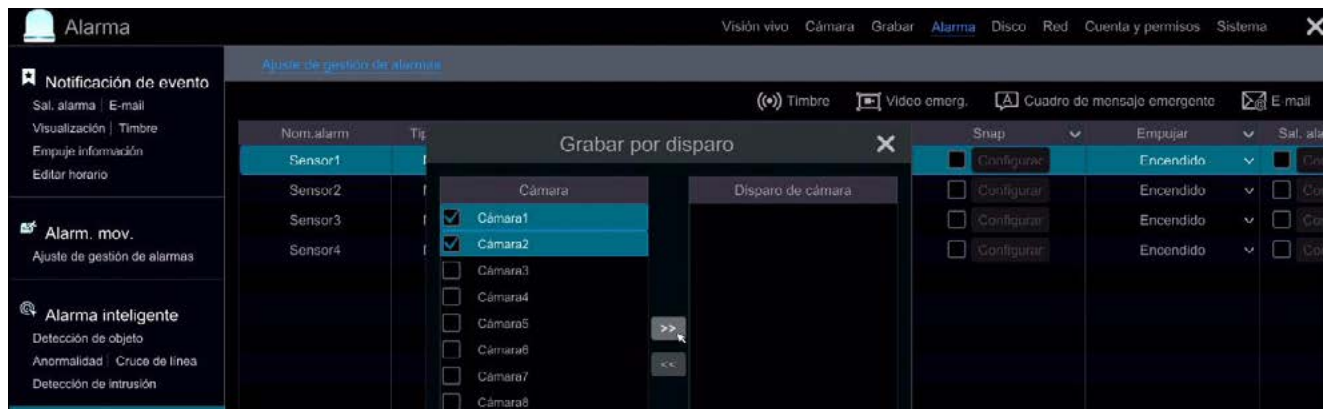 Alarma
Visión vivo Cámara Grabar Alarma Disco Red Cuenta y permisos Sistema
Ajuste de gestión de alarmas
Notificación de evento
Sal. alarma | E-mail
Visualización | Timbre
Empuje información
Editar horario
Alarm. mov.
Ajuste de gestión de alarmas
Alarma inteligente
Detección de objeto
Anormalidad | Cruce de línea
Detección de intrusión
Timbre Video emerg. Cuadro de mensaje emergente E-mail
Nom.alarm Snap Empujar Sal.
Sensor1 Configurar Encendido
Sensor2 Configurar Encendido
Sensor3 Configurar Encendido
Sensor4 Configurar Encendido
Grabar por disparo
Cámara Disparo de cámara
Cámara1
Cámara2
Cámara3
Cámara4
Cámara5
Cámara6
Cámara7
Cámara8
>>
<<